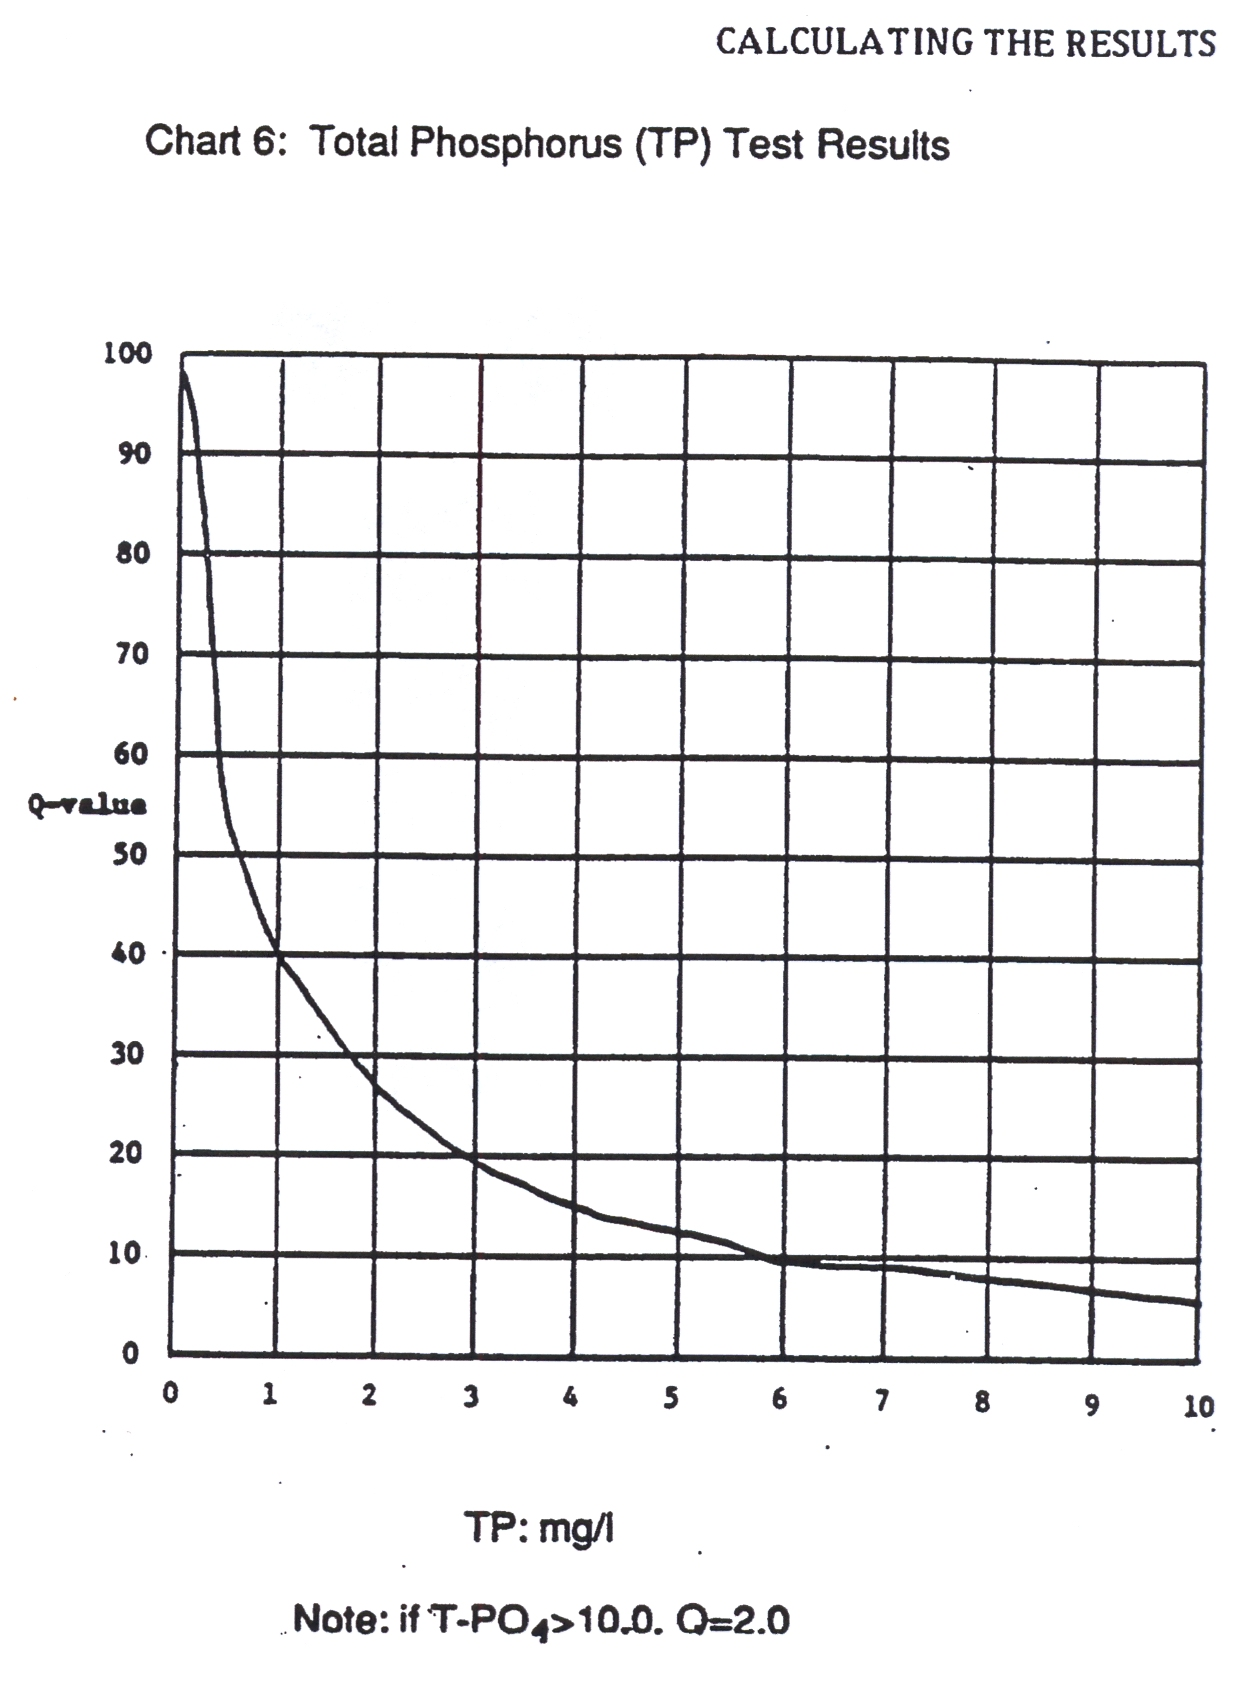 CALCULATING THE RESULTS
Chart 6: Total Phosphorus (TP) Test Results
100
90
80
70
60
Q-value
50
40
30
20
10
0
0 1 2 3 4 5 6 7 8 9 10
TP: mg/l
Note: if T-PO4>10.0. Q=2.0